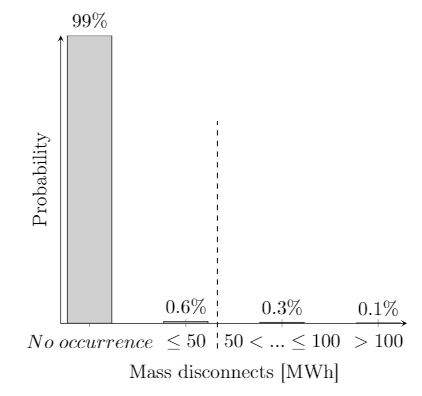 99%
Probability
0.6%
0.3%
0.1%
No occurrence ≤ 50 50 < ... ≤ 100 > 100
Mass disconnects [MWh]